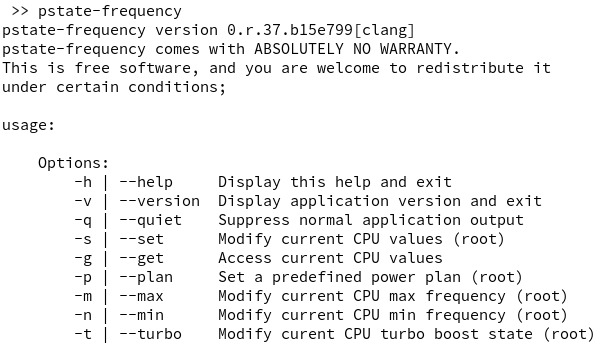 >> pstate-frequency
pstate-frequency version 0.r.37.b15e799[clang]
pstate-frequency comes with ABSOLUTELY NO WARRANTY.
This is free software, and you are welcome to redistribute it
under certain conditions;
usage:
Options:
-h | --help Display this help and exit
-v | --version Display application version and exit
-q | --quiet Suppress normal application output
-s | --set Modify current CPU values (root)
-g | --get Access current CPU values
-p | --plan Set a predefined power plan (root)
-m | --max Modify current CPU max frequency (root)
-n | --min Modify current CPU min frequency (root)
-t | --turbo Modify curent CPU turbo boost state (root)